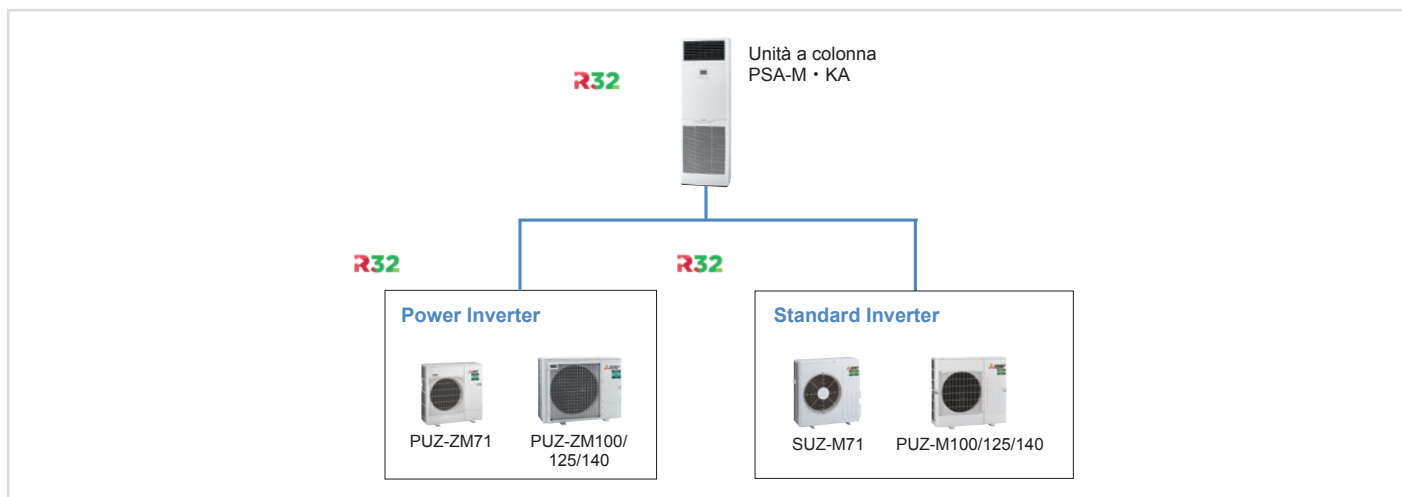 Unità a colonna
PSA-M・KA
R32
R32
R32
Power Inverter
Standard Inverter
PUZ-ZM71
PUZ-ZM100/
125/140
SUZ-M71
PUZ-M100/125/140